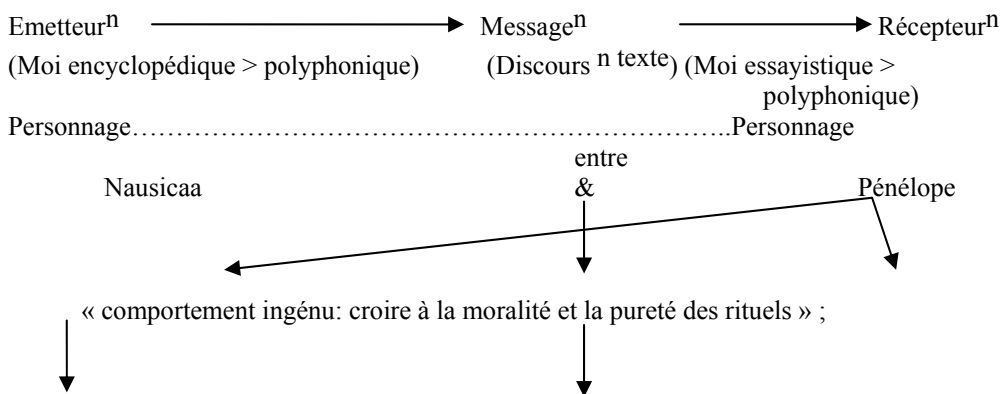 Emetteurⁿ Messageⁿ Récepteurⁿ
(Moi encyclopédique > polyphonique) (Discours ⁿ ᵗᵉˣᵗᵉ) (Moi essayistique >
polyphonique)
Personnage…………………………………………………………..Personnage
entre
Nausicaa & Pénélope
« comportement ingénu: croire à la moralité et la pureté des rituels » ;